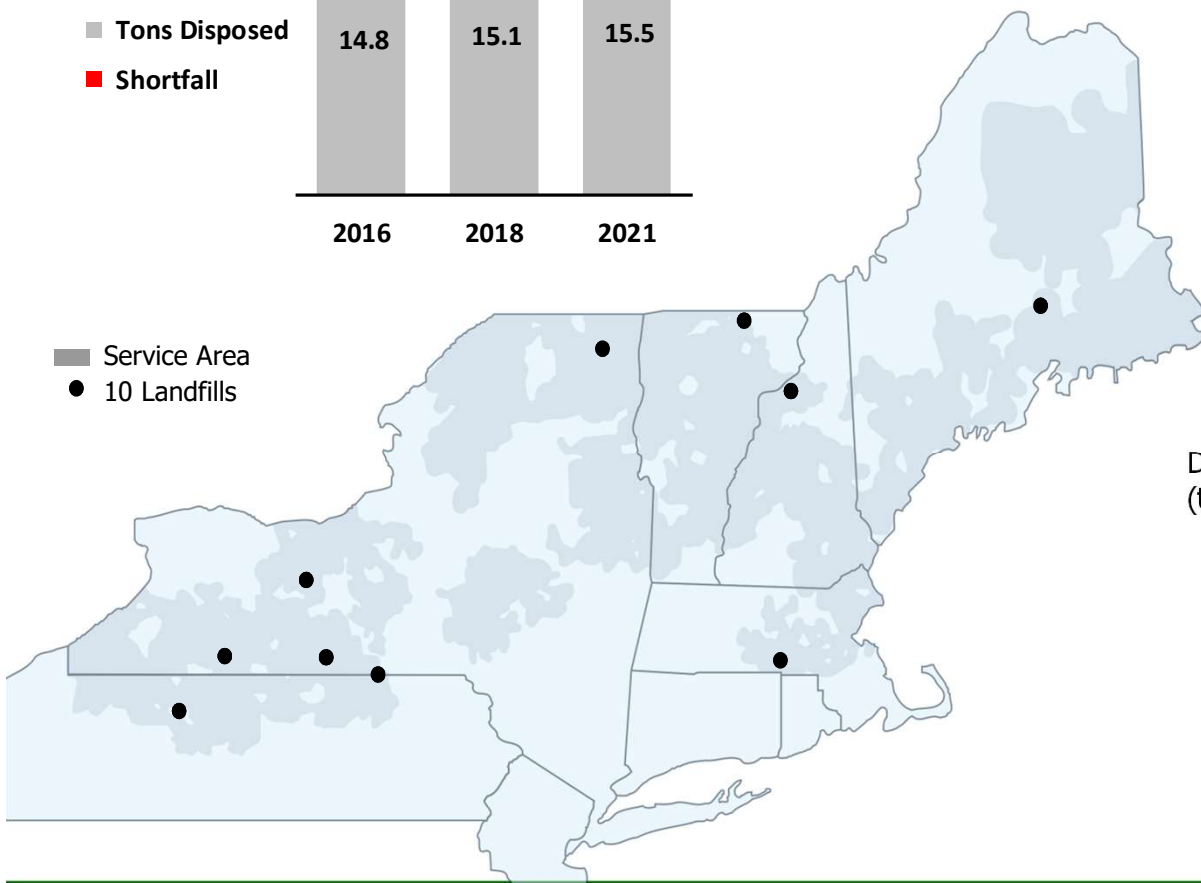 Tons Disposed
Shortfall
14.8 15.1 15.5
2016 2018 2021
Service Area
10 Landfills
D
(t